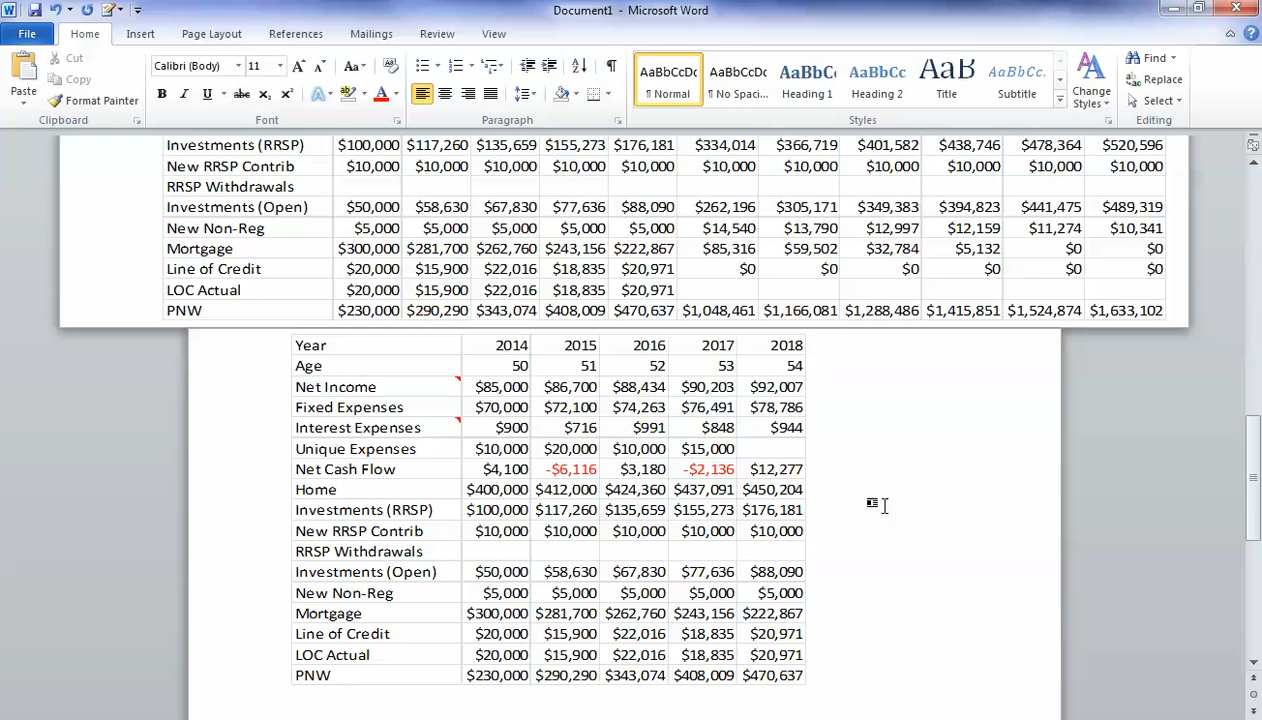 Document1 - Microsoft Word
File Home Insert Page Layout References Mailings Review View
Paste
Cut
Copy
Format Painter
Clipboard
Calibri (Body) 11 Aa
B I U abc x₂ x² A ab A
Font
Paragraph
AaBbCcDc AaBbCcDc AaBbC AaBbCc AaB AaBbCc.
¶ Normal ¶ No Spaci... Heading 1 Heading 2 Title Subtitle
Change Styles
Styles
Find
Replace
Select
Editing
Investments (RRSP) $100,000 $117,260 $135,659 $155,273 $176,181 $334,014 $366,719 $401,582 $438,746 $478,364 $520,596
New RRSP Contrib $10,000 $10,000 $10,000 $10,000 $10,000 $10,000 $10,000 $10,000 $10,000 $10,000 $10,000
RRSP Withdrawals
Investments (Open) $50,000 $58,630 $67,830 $77,636 $88,090 $262,196 $305,171 $349,383 $394,823 $441,475 $489,319
New Non-Reg $5,000 $5,000 $5,000 $5,000 $5,000 $14,540 $13,790 $12,997 $12,159 $11,274 $10,341
Mortgage $300,000 $281,700 $262,760 $243,156 $222,867 $85,316 $59,502 $32,784 $5,132 $0 $0
Line of Credit $20,000 $15,900 $22,016 $18,835 $20,971 $0 $0 $0 $0 $0 $0
LOC Actual $20,000 $15,900 $22,016 $18,835 $20,971
PNW $230,000 $290,290 $343,074 $408,009 $470,637 $1,048,461 $1,166,081 $1,288,486 $1,415,851 $1,524,874 $1,633,102
Year 2014 2015 2016 2017 2018
Age 50 51 52 53 54
Net Income $85,000 $86,700 $88,434 $90,203 $92,007
Fixed Expenses $70,000 $72,100 $74,263 $76,491 $78,786
Interest Expenses $900 $716 $991 $848 $944
Unique Expenses $10,000 $20,000 $10,000 $15,000
Net Cash Flow $4,100 -$6,116 $3,180 -$2,136 $12,277
Home $400,000 $412,000 $424,360 $437,091 $450,204
Investments (RRSP) $100,000 $117,260 $135,659 $155,273 $176,181
New RRSP Contrib $10,000 $10,000 $10,000 $10,000 $10,000
RRSP Withdrawals
Investments (Open) $50,000 $58,630 $67,830 $77,636 $88,090
New Non-Reg $5,000 $5,000 $5,000 $5,000 $5,000
Mortgage $300,000 $281,700 $262,760 $243,156 $222,867
Line of Credit $20,000 $15,900 $22,016 $18,835 $20,971
LOC Actual $20,000 $15,900 $22,016 $18,835 $20,971
PNW $230,000 $290,290 $343,074 $408,009 $470,637